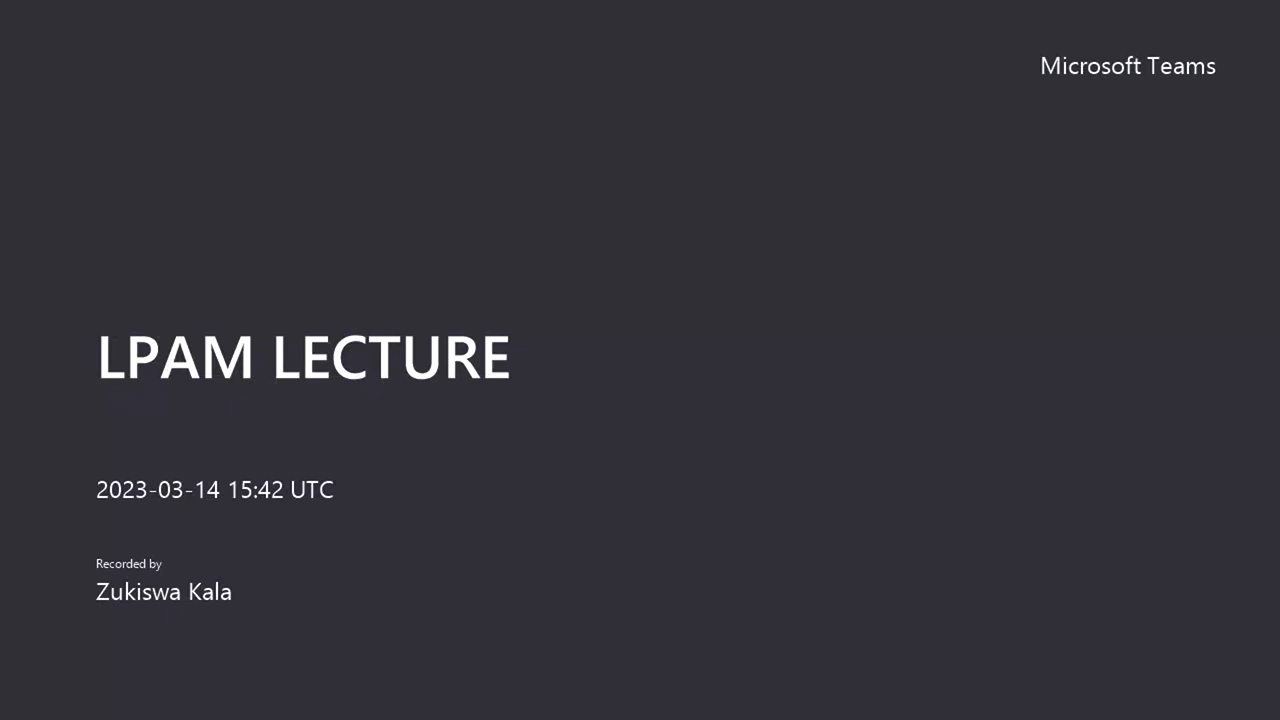 Microsoft Teams
LPAM LECTURE
2023-03-14 15:42 UTC
Recorded by
Zukiswa Kala